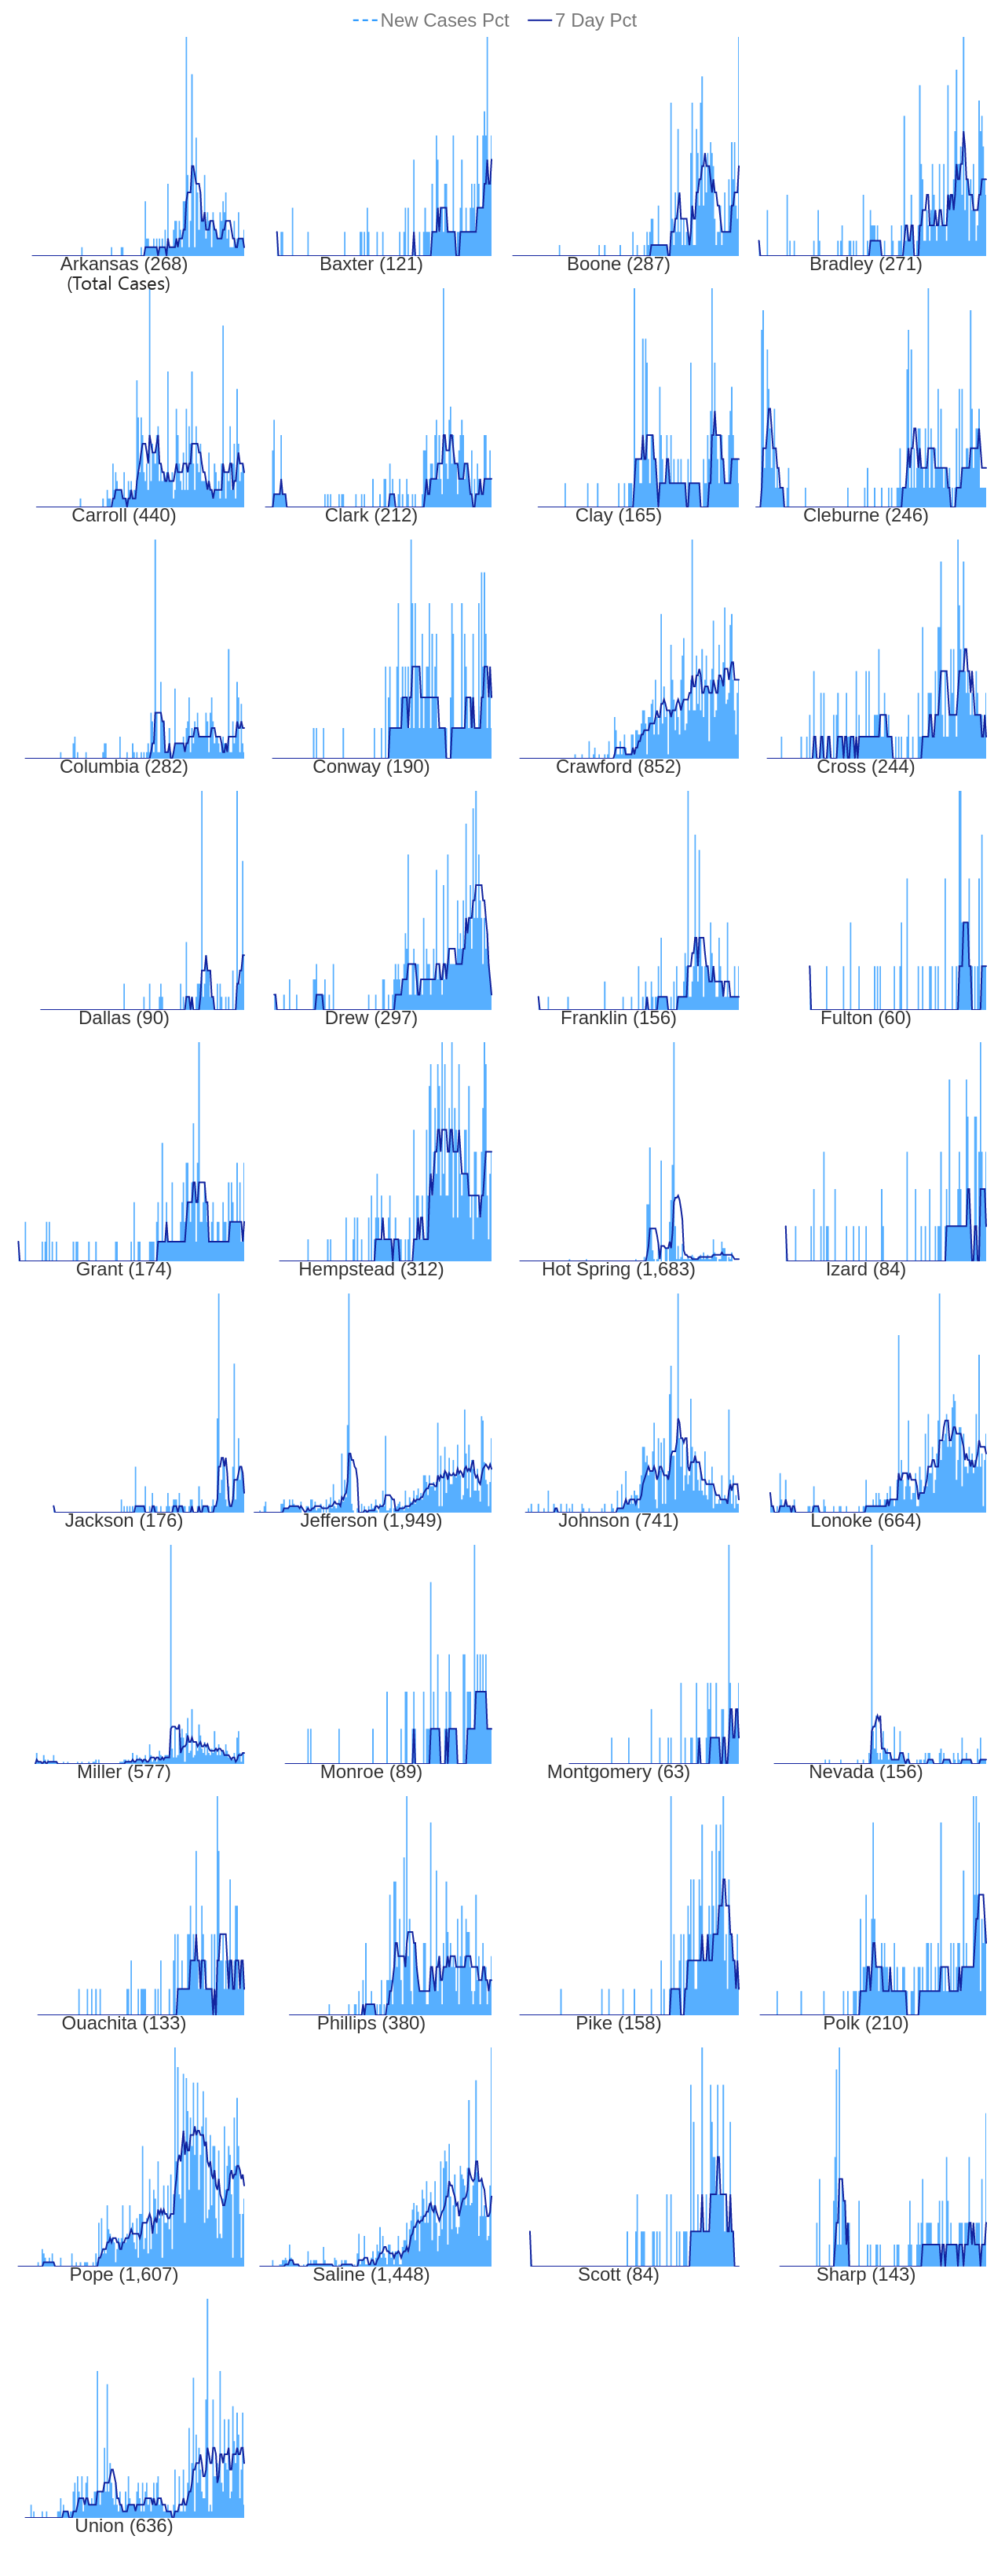 New Cases Pct 7 Day Pct
Arkansas (268) Baxter (121) Boone (287) Bradley (271)
(Total Cases)
Carroll (440) Clark (212) Clay (165) Cleburne (246)
Columbia (282) Conway (190) Crawford (852) Cross (244)
Dallas (90) Drew (297) Franklin (156) Fulton (60)
Grant (174) Hempstead (312) Hot Spring (1,683) Izard (84)
Jackson (176) Jefferson (1,949) Johnson (741) Lonoke (664)
Miller (577) Monroe (89) Montgomery (63) Nevada (156)
Ouachita (133) Phillips (380) Pike (158) Polk (210)
Pope (1,607) Saline (1,448) Scott (84) Sharp (143)
Union (636)